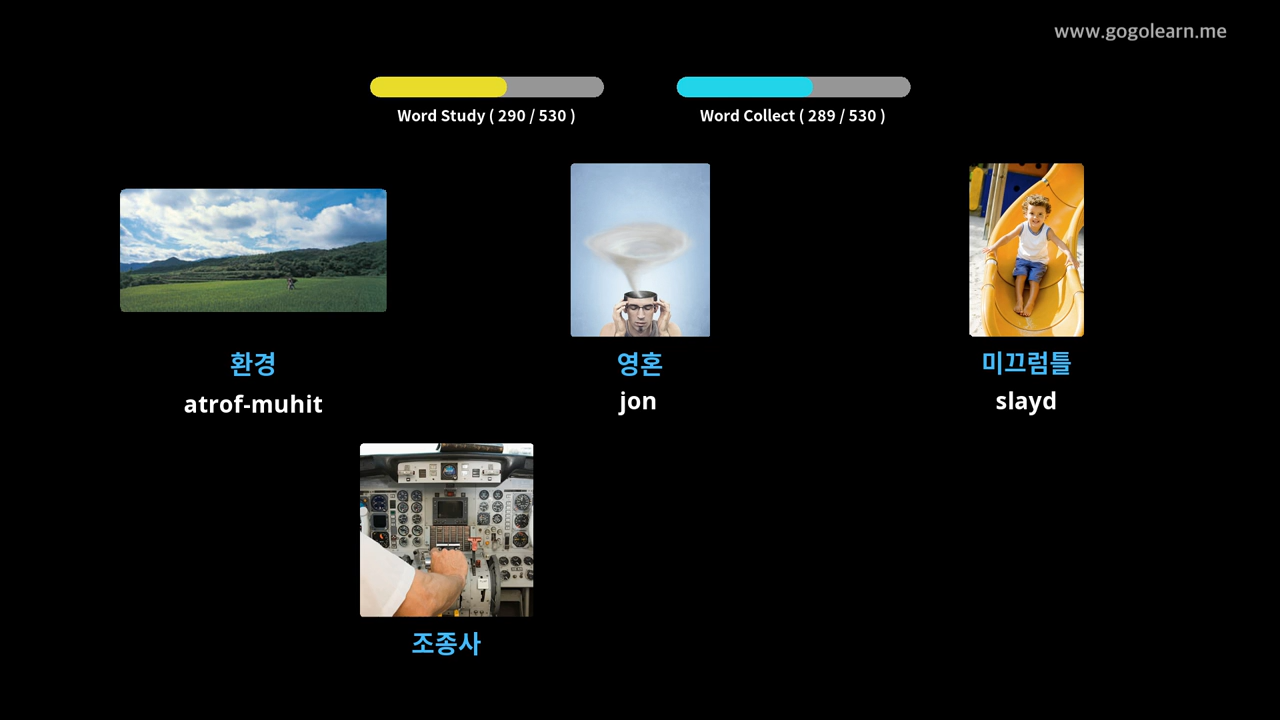 www.gogolearn.me
Word Study ( 290 / 530 )
Word Collect ( 289 / 530 )
환경
atrof-muhit
영혼
jon
미끄럼틀
slayd
조종사